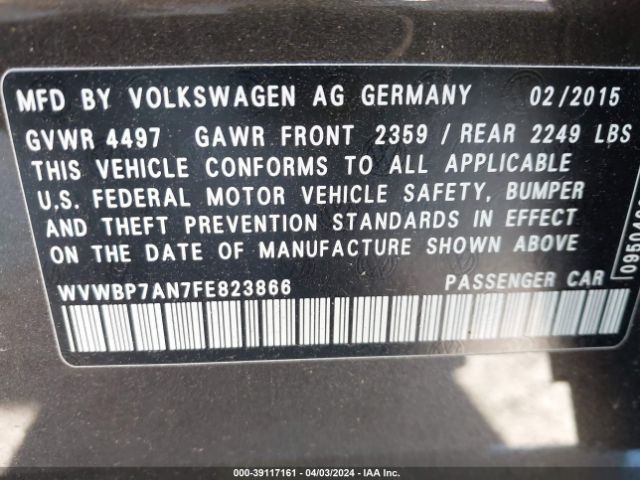 MFD BY VOLKSWAGEN AG GERMANY 02/2015
GVWR 4497 GAWR FRONT 2359 / REAR 2249 LBS
THIS VEHICLE CONFORMS TO ALL APPLICABLE
U.S. FEDERAL MOTOR VEHICLE SAFETY, BUMPER
AND THEFT PREVENTION STANDARDS IN EFFECT
ON THE DATE OF MANUFACTURE SHOWN ABOVE
WVWBP7AN7FE823866 PASSENGER CAR
000-39117161 - 04/03/2024 - IAA Inc.